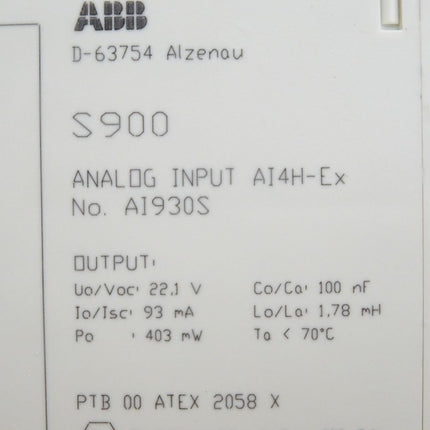 ABB
D-63754 Alzenau
S900
ANALOG INPUT AI4H-Ex
No. AI930S
OUTPUT:
Uo/Voc: 22,1 V Co/Ca: 100 nF
Io/Isc: 93 mA Lo/La: 1,78 mH
Po : 403 mW Ta < 70°C
PTB 00 ATEX 2058 X